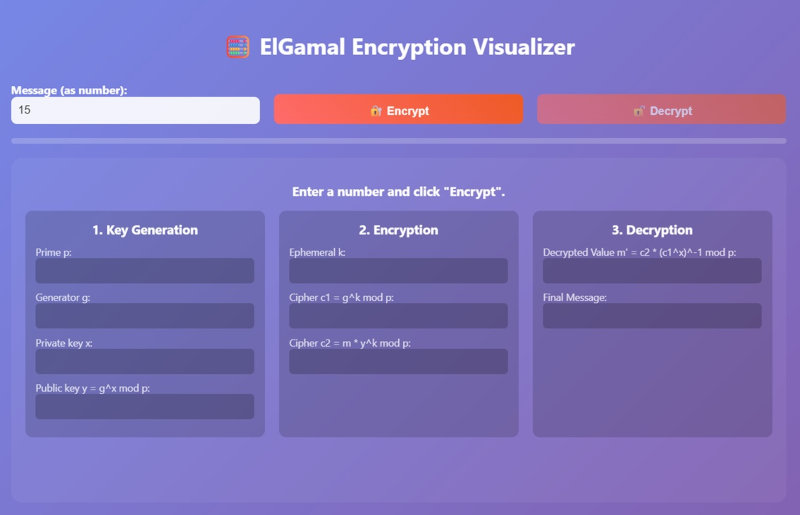 ElGamal Encryption Visualizer
Message (as number):
15
Encrypt
Decrypt
Enter a number and click "Encrypt".
1. Key Generation
Prime p:
Generator g:
Private key x:
Public key y = g^x mod p:
2. Encryption
Ephemeral k:
Cipher c1 = g^k mod p:
Cipher c2 = m * y^k mod p:
3. Decryption
Decrypted Value m' = c2 * (c1^x)^-1 mod p:
Final Message: